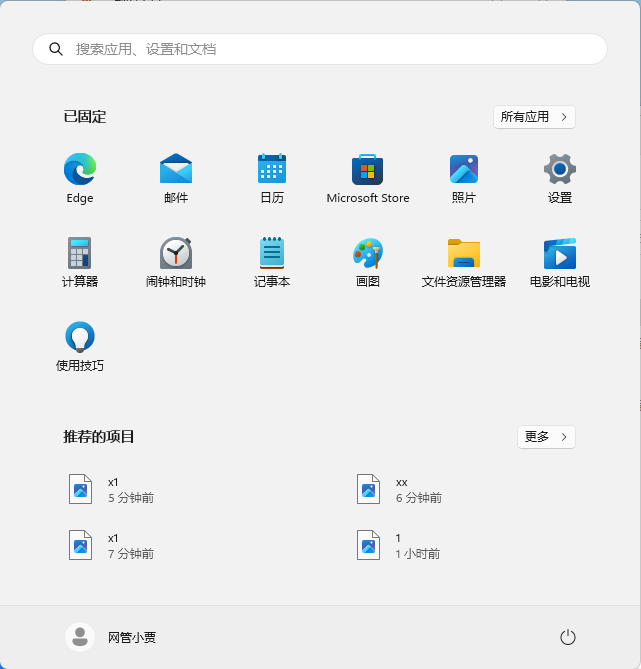 搜索应用、设置和文档
已固定
所有应用
Edge
邮件
日历
Microsoft Store
照片
设置
计算器
闹钟和时钟
记事本
画图
文件资源管理器
电影和电视
使用技巧
推荐的项目
更多
x1
5 分钟前
xx
6 分钟前
x1
7 分钟前
1
1 小时前
网管小贾